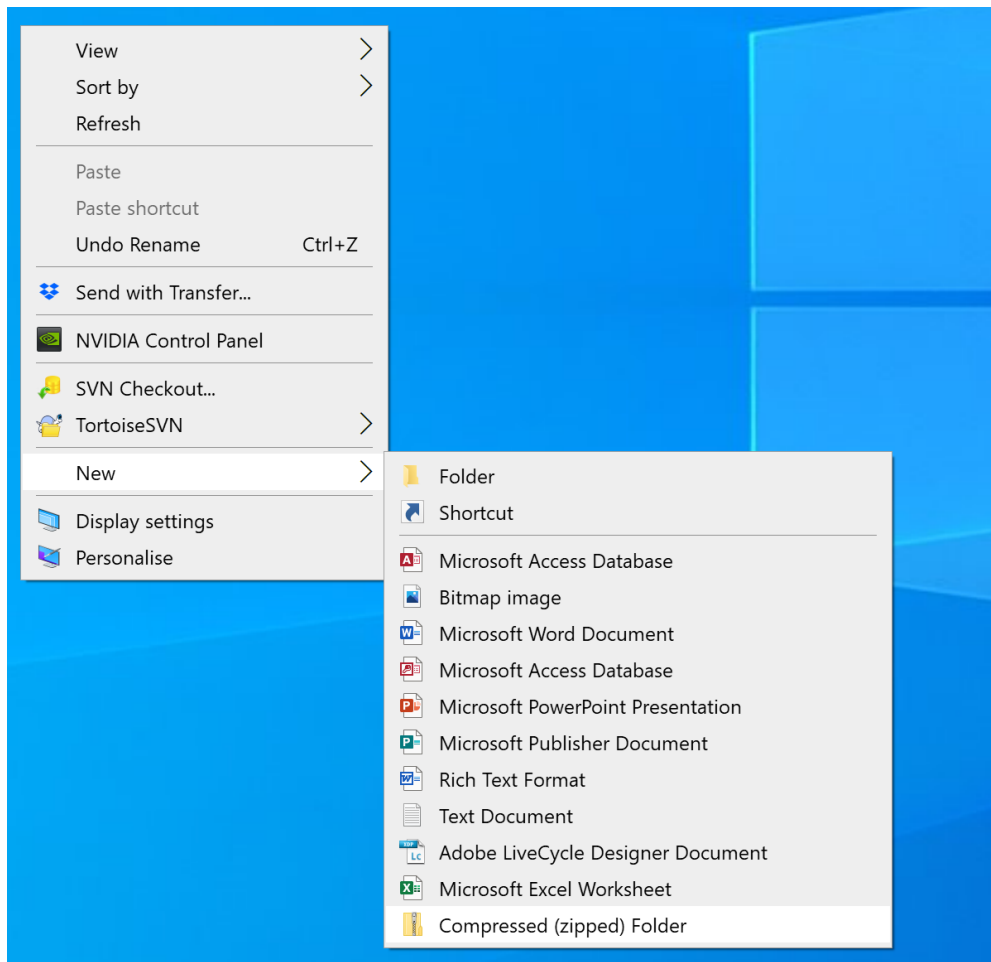 View
Sort by
Refresh
Paste
Paste shortcut
Undo Rename Ctrl+Z
Send with Transfer...
NVIDIA Control Panel
SVN Checkout...
TortoiseSVN
New
Display settings
Personalise
Folder
Shortcut
Microsoft Access Database
Bitmap image
Microsoft Word Document
Microsoft Access Database
Microsoft PowerPoint Presentation
Microsoft Publisher Document
Rich Text Format
Text Document
Adobe LiveCycle Designer Document
Microsoft Excel Worksheet
Compressed (zipped) Folder